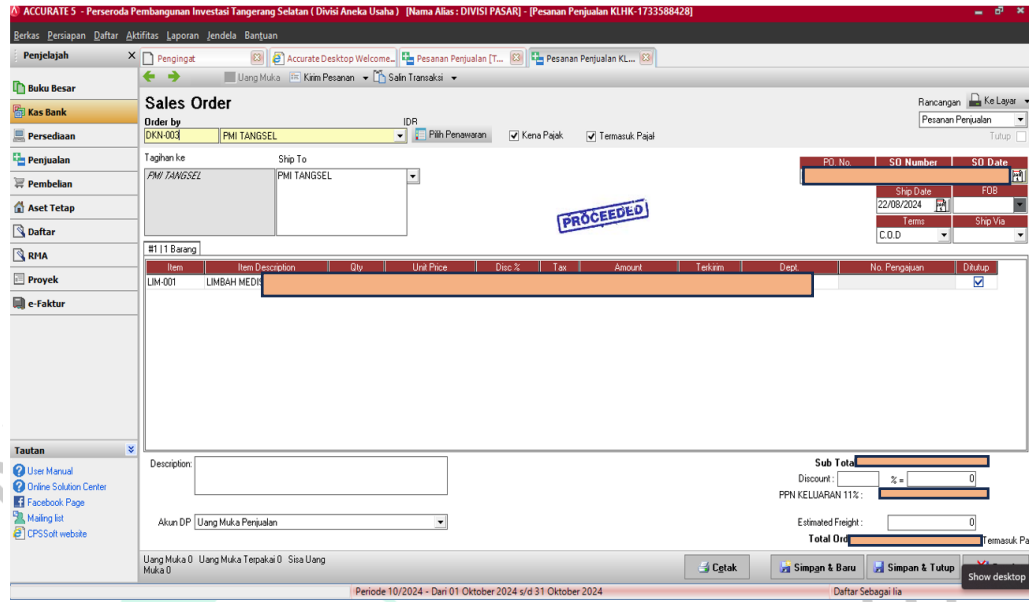 ACCURATE 5 - Perseroda Pembangunan Investasi Tangerang Selatan ( Divisi Aneka Usaha ) [Nama Alias : DIVISI PASAR] - [Pesanan Penjualan KLHK-1733588428]
Berkas Persiapan Daftar Aktifitas Laporan Jendela Bantuan
Penjelajah X
Pengingat
Accurate Desktop Welcome...
Pesanan Penjualan [T...
Pesanan Penjualan KL...
Uang Muka Kirim Pesanan Salin Transaksi
Buku Besar
Kas Bank
Persediaan
Penjualan
Pembelian
Aset Tetap
Daftar
RMA
Proyek
e-Faktur
Sales Order
Rancangan Ke Layar
Pesanan Penjualan
Tutup
Order by IDR
DKN-003 PMI TANGSEL Pilih Penawaran Kena Pajak Termasuk Pajal
Tagihan ke Ship To
PMI TANGSEL PMI TANGSEL
PROCEEDED
PO. No. SO Number SO Date
Ship Date FOB
22/08/2024
Terms Ship Via
C.O.D
#1 | 1 Barang
Item Item Description Qty Unit Price Disc % Tax Amount Terkirim Dept. No. Pengajuan Ditutup
LIM-001 LIMBAH MEDIS
Tautan
User Manual
Online Solution Center
Facebook Page
Mailing list
CPSSoft website
Description:
Akun DP Uang Muka Penjualan
Sub Total
Discount : % = 0
PPN KELUARAN 11% :
Estimated Freight : 0
Total Ord Termasuk Pa
Uang Muka 0 Uang Muka Terpakai 0 Sisa Uang
Muka 0
Cetak Simpan & Baru Simpan & Tutup
Show desktop
Periode 10/2024 - Dari 01 Oktober 2024 s/d 31 Oktober 2024 Daftar Sebagai lia